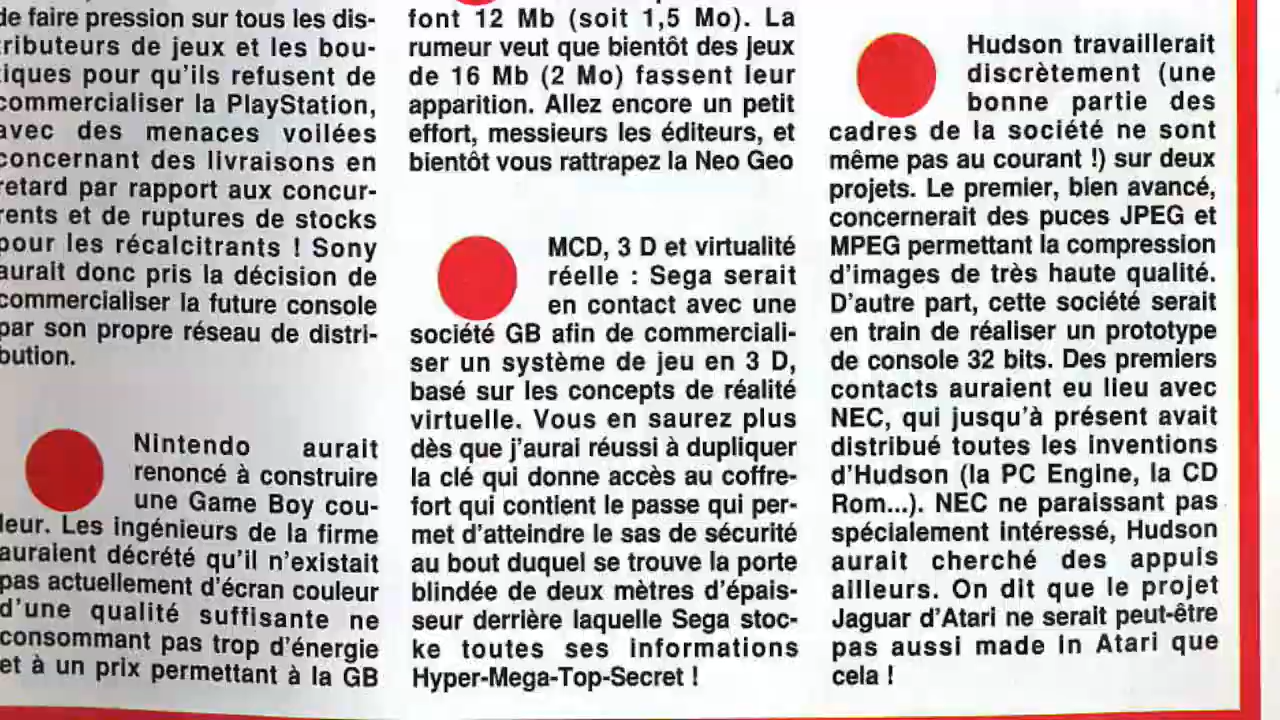 de faire pression sur tous les dis-
tributeurs de jeux et les bou-
tiques pour qu'ils refusent de
commercialiser la PlayStation,
avec des menaces voilées
concernant des livraisons en
retard par rapport aux concur-
rents et de ruptures de stocks
pour les récalcitrants ! Sony
aurait donc pris la décision de
commercialiser la future console
par son propre réseau de distri-
bution.
Nintendo aurait
renoncé à construire
une Game Boy cou-
leur. Les ingénieurs de la firme
auraient décrété qu'il n'existait
pas actuellement d'écran couleur
d'une qualité suffisante ne
consommant pas trop d'énergie
et à un prix permettant à la GB
font 12 Mb (soit 1,5 Mo). La
rumeur veut que bientôt des jeux
de 16 Mb (2 Mo) fassent leur
apparition. Allez encore un petit
effort, messieurs les éditeurs, et
bientôt vous rattrapez la Neo Geo
MCD, 3 D et virtualité
réelle : Sega serait
en contact avec une
société GB afin de commerciali-
ser un système de jeu en 3 D,
basé sur les concepts de réalité
virtuelle. Vous en saurez plus
dès que j'aurai réussi à dupliquer
la clé qui donne accès au coffre-
fort qui contient le passe qui per-
met d'atteindre le sas de sécurité
au bout duquel se trouve la porte
blindée de deux mètres d'épais-
seur derrière laquelle Sega stoc-
ke toutes ses informations
Hyper-Mega-Top-Secret !
Hudson travaillerait
discrètement (une
bonne partie des
cadres de la société ne sont
même pas au courant !) sur deux
projets. Le premier, bien avancé,
concernerait des puces JPEG et
MPEG permettant la compression
d'images de très haute qualité.
D'autre part, cette société serait
en train de réaliser un prototype
de console 32 bits. Des premiers
contacts auraient eu lieu avec
NEC, qui jusqu'à présent avait
distribué toutes les inventions
d'Hudson (la PC Engine, la CD
Rom...). NEC ne paraissant pas
spécialement intéressé, Hudson
aurait cherché des appuis
ailleurs. On dit que le projet
Jaguar d'Atari ne serait peut-être
pas aussi made in Atari que
cela !